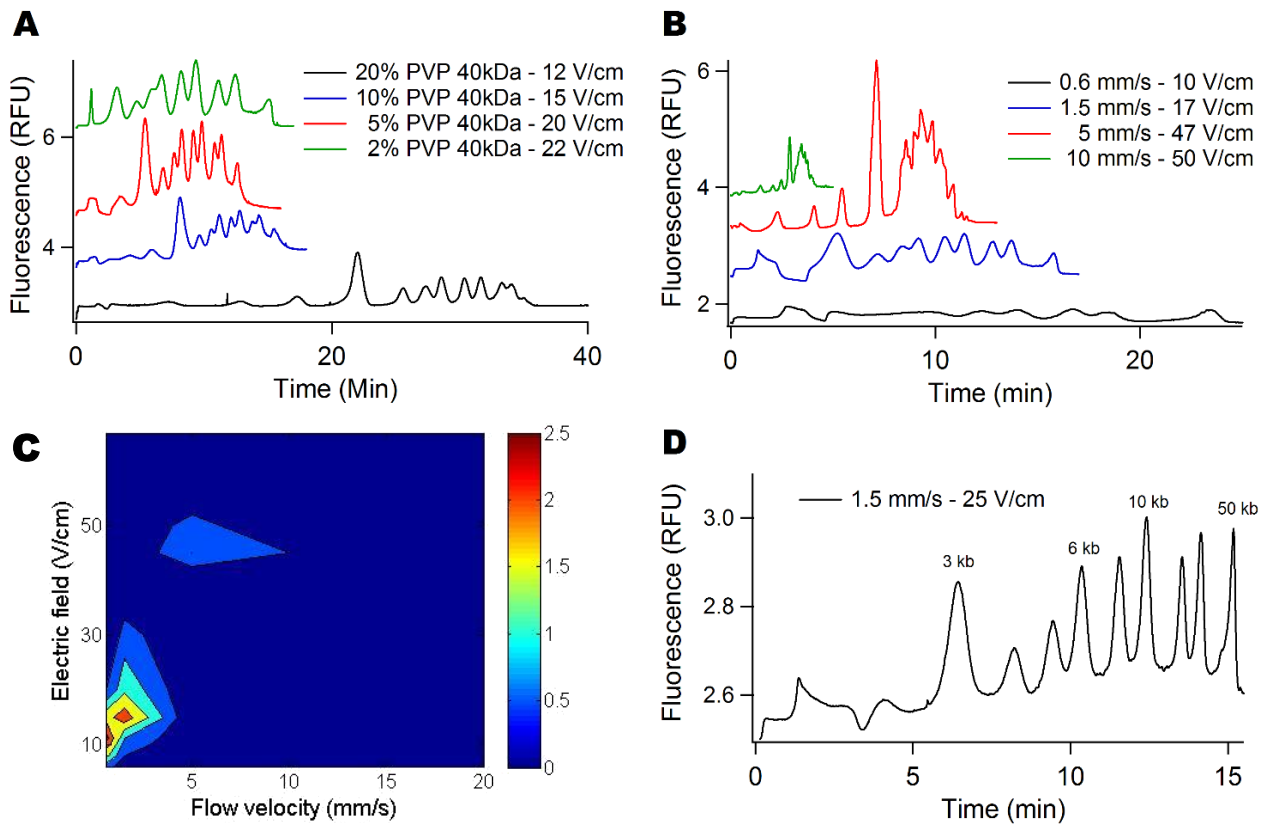 A
20% PVP 40kDa - 12 V/cm
10% PVP 40kDa - 15 V/cm
5% PVP 40kDa - 20 V/cm
2% PVP 40kDa - 22 V/cm
Fluorescence (RFU)
6
4
0
20
40
Time (Min)
B
0.6 mm/s - 10 V/cm
1.5 mm/s - 17 V/cm
5 mm/s - 47 V/cm
10 mm/s - 50 V/cm
Fluorescence (RFU)
6
4
2
0
10
20
Time (min)
C
Electric field (V/cm)
50
30
10
5
10
15
20
Flow velocity (mm/s)
2.5
2
1.5
1
0.5
0
D
1.5 mm/s - 25 V/cm
Fluorescence (RFU)
3.0
2.8
2.6
3 kb
6 kb
10 kb
50 kb
0
5
10
15
Time (min)